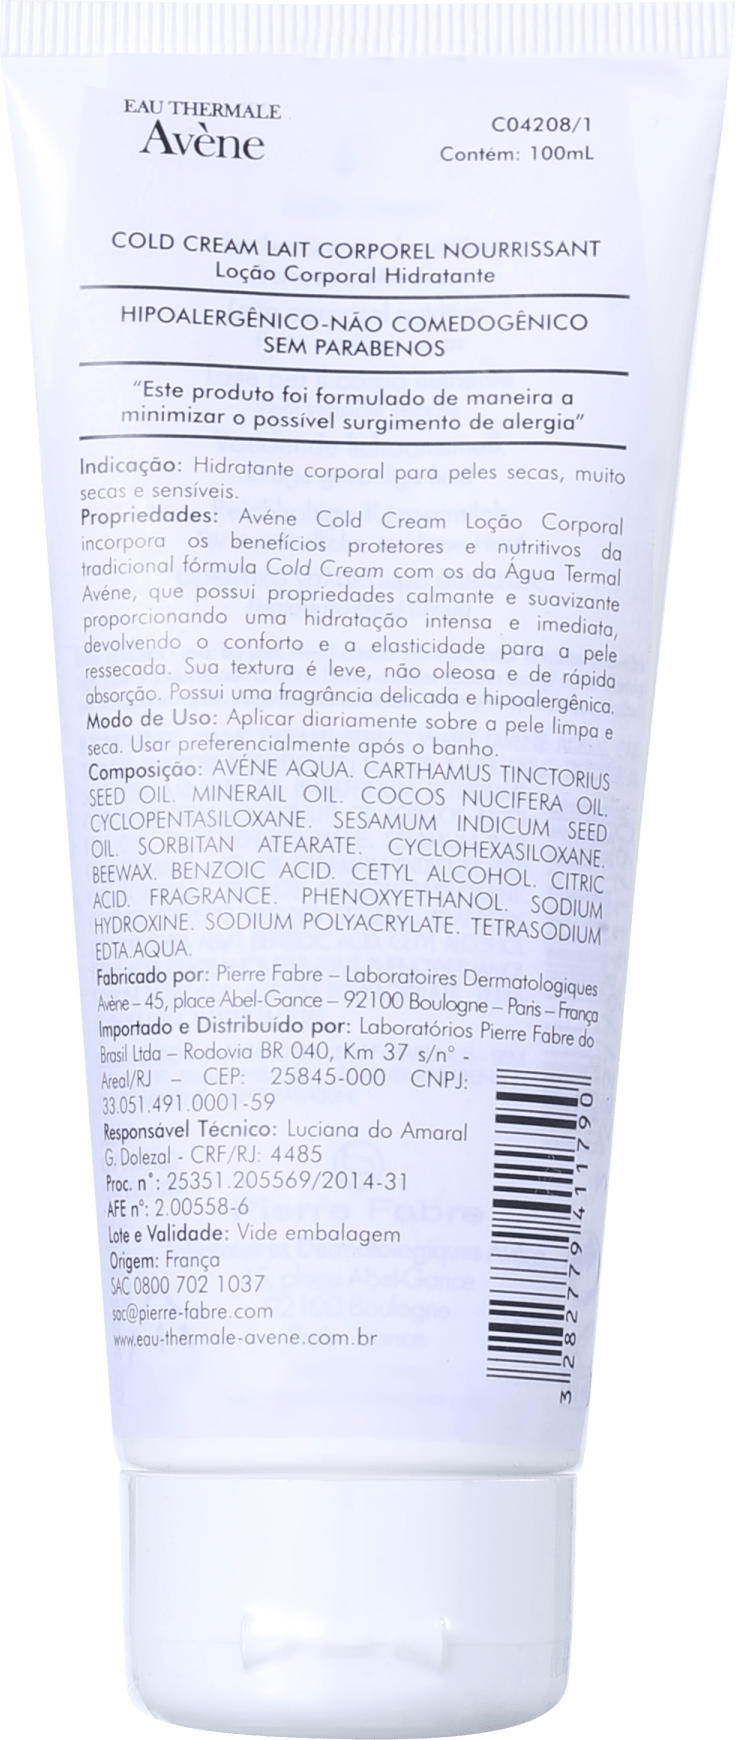 EAU THERMALE
Avène
C04208/1
Contém: 100mL
COLD CREAM LAIT CORPOREL NOURRISSANT
Loção Corporal Hidratante
HIPOALERGÊNICO-NÃO COMEDOGÊNICO
SEM PARABENOS
“Este produto foi formulado de maneira a
minimizar o possível surgimento de alergia”
Indicação: Hidratante corporal para peles secas, muito
secas e sensíveis.
Propriedades: Avéne Cold Cream Loção Corporal
incorpora os benefícios protetores e nutritivos da
tradicional fórmula Cold Cream com os da Água Termal
Avéne, que possui propriedades calmante e suavizante
proporcionando uma hidratação intensa e imediata,
devolvendo o conforto e a elasticidade para a pele
ressecada. Sua textura é leve, não oleosa e de rápida
absorção. Possui uma fragrância delicada e hipoalergênica.
Modo de Uso: Aplicar diariamente sobre a pele limpa e
seca. Usar preferencialmente após o banho.
Composição: AVÉNE AQUA. CARTHAMUS TINCTORIUS
SEED OIL. MINERAIL OIL. COCOS NUCIFERA OIL.
CYCLOPENTASILOXANE. SESAMUM INDICUM SEED
OIL. SORBITAN ATEARATE. CYCLOHEXASILOXANE.
BEEWAX. BENZOIC ACID. CETYL ALCOHOL. CITRIC
ACID. FRAGRANCE. PHENOXYETHANOL. SODIUM
HYDROXINE. SODIUM POLYACRYLATE. TETRASODIUM
EDTA.AQUA.
Fabricado por: Pierre Fabre – Laboratoires Dermatologiques
Avène – 45, place Abel-Gance – 92100 Boulogne – Paris – França
Importado e Distribuído por: Laboratórios Pierre Fabre do
Brasil Ltda – Rodovia BR 040, Km 37 s/n° -
Areal/RJ – CEP: 25845-000 CNPJ:
33.051.491.0001-59
Responsável Técnico: Luciana do Amaral
G. Dolezal - CRF/RJ: 4485
Proc. n°: 25351.205569/2014-31
AFE n°: 2.00558-6
Lote e Validade: Vide embalagem
Origem: França
SAC 0800 702 1037
sac@pierre-fabre.com
www.eau-thermale-avene.com.br
3 282779 411790